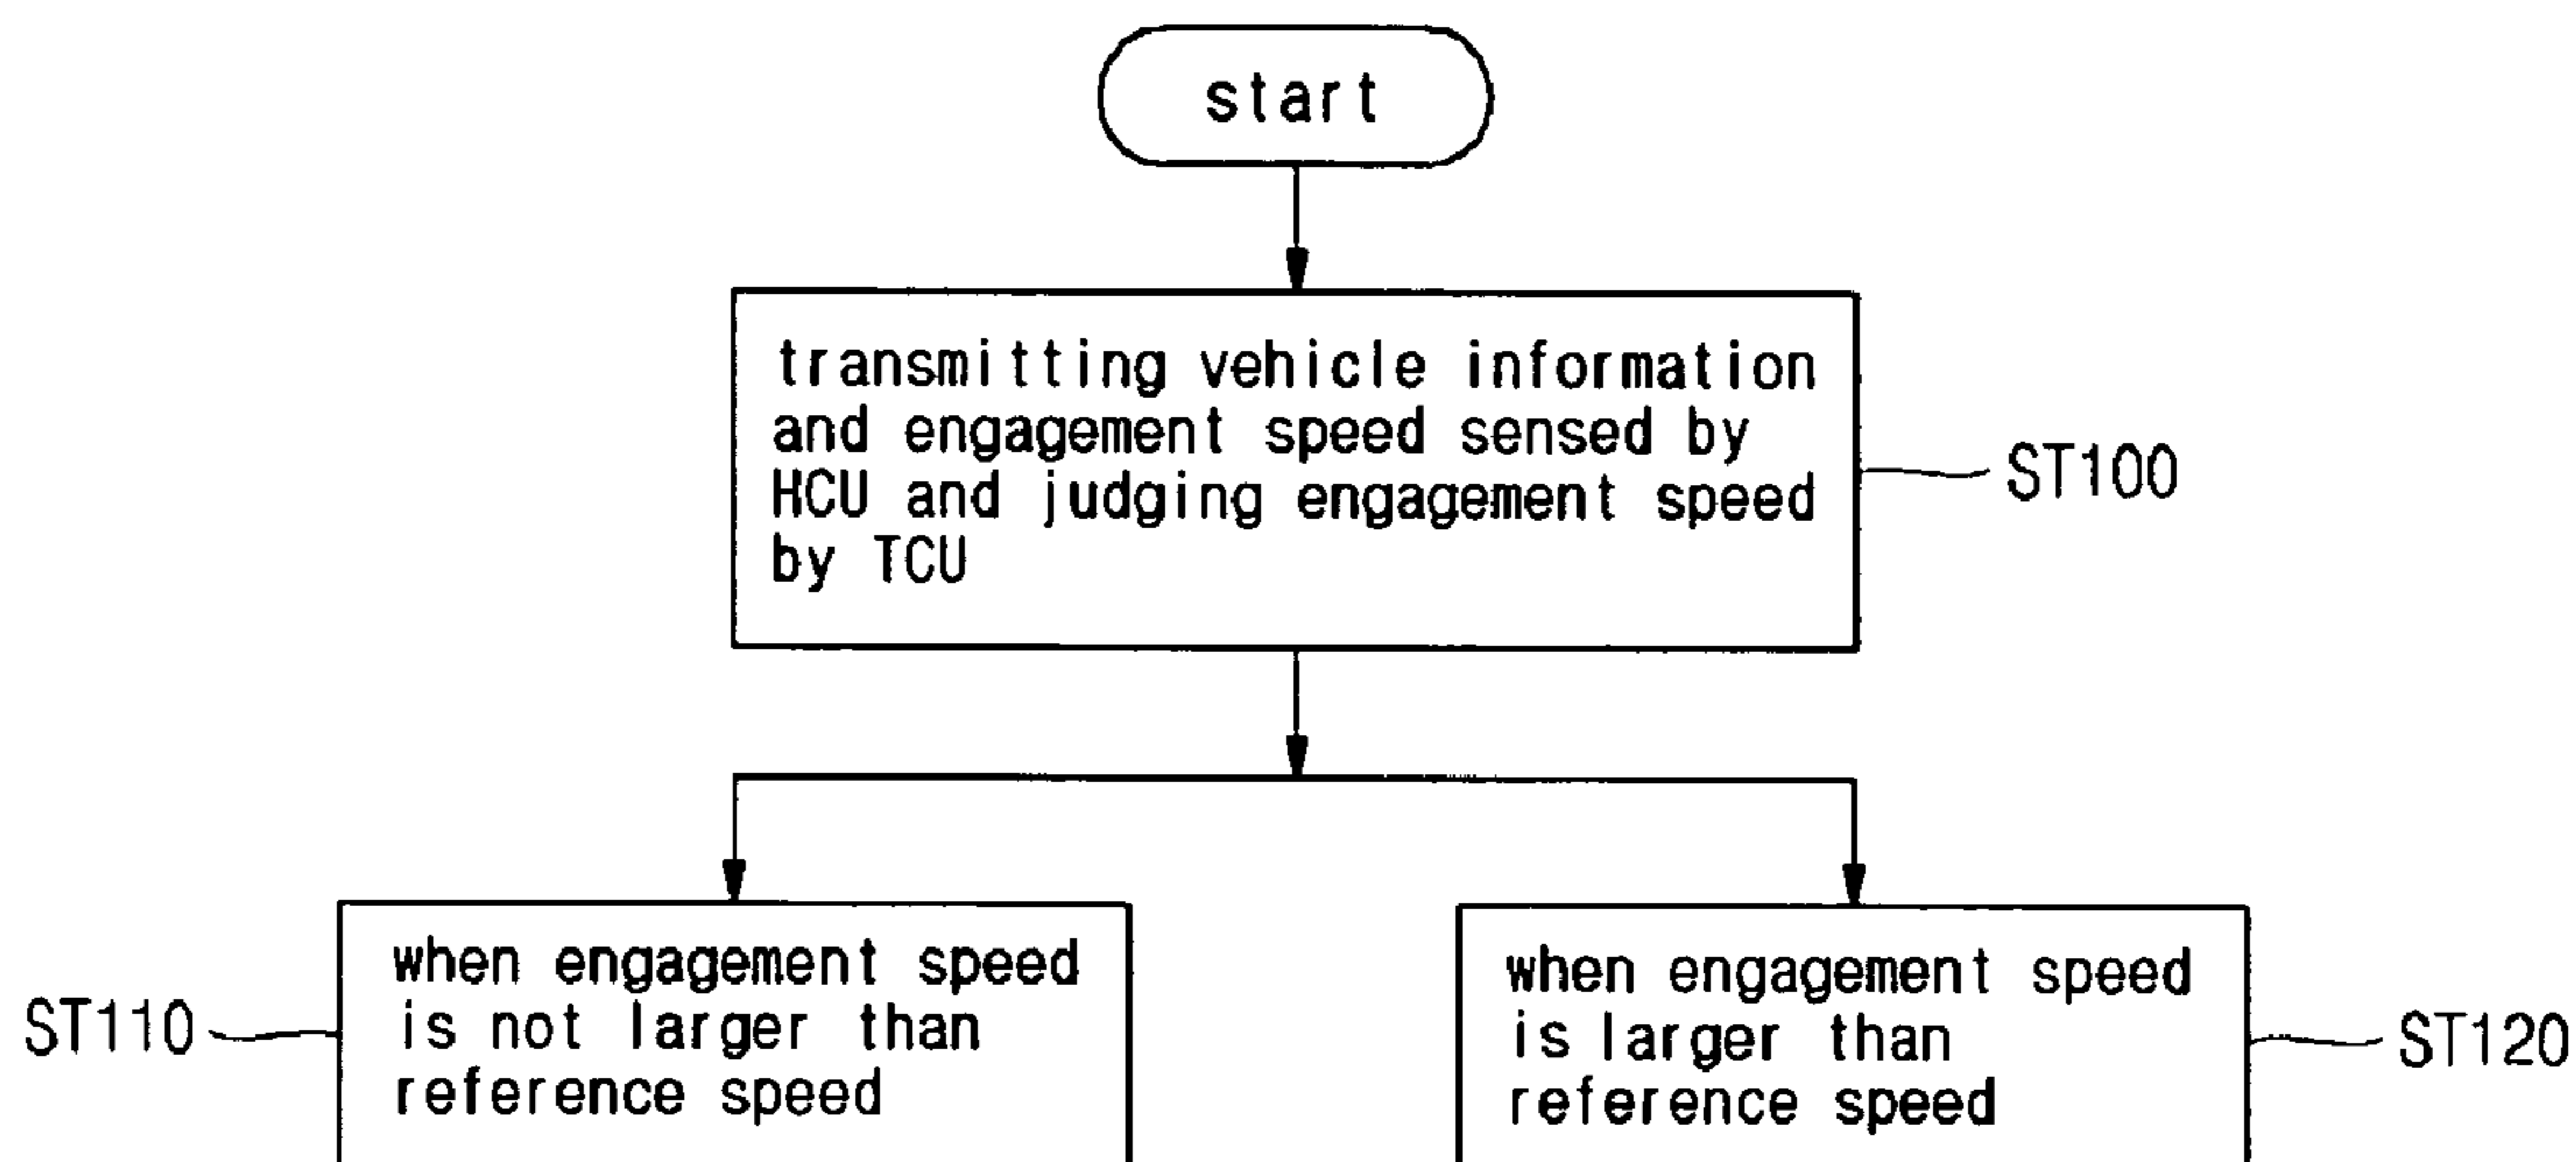 start
transmitting vehicle information
and engagement speed sensed by
HCU and judging engagement speed
by TCU
ST100
when engagement speed
is not larger than
reference speed
ST110
when engagement speed
is larger than
reference speed
ST120